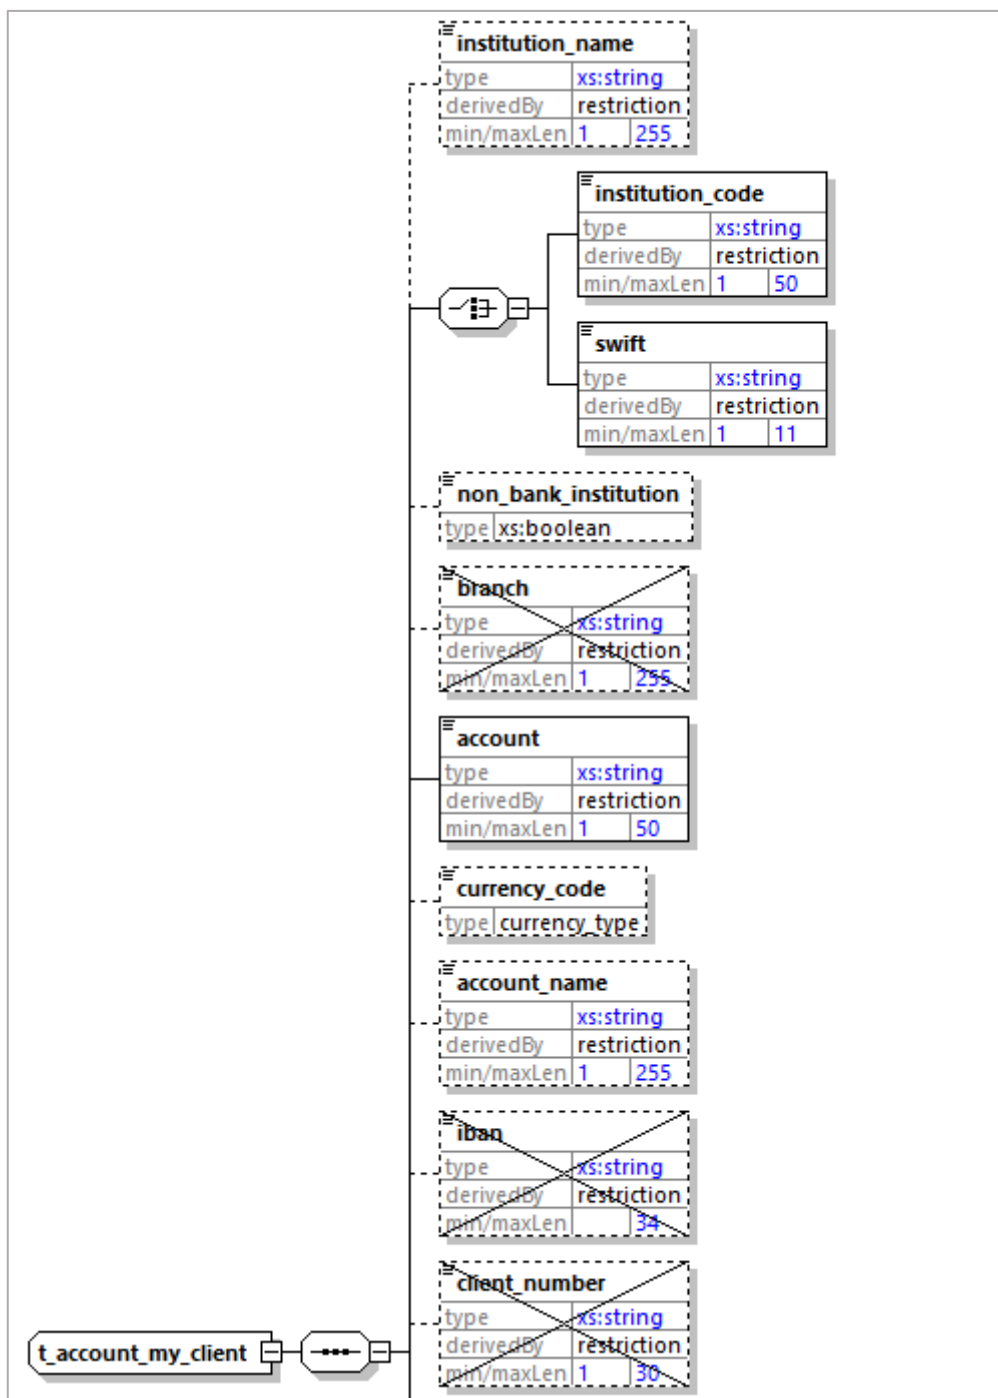 institution_name
type xs:string
derivedBy restriction
min/maxLen 1 255
institution_code
type xs:string
derivedBy restriction
min/maxLen 1 50
swift
type xs:string
derivedBy restriction
min/maxLen 1 11
non_bank_institution
type xs:boolean
branch
type xs:string
derivedBy restriction
min/maxLen 1 255
account
type xs:string
derivedBy restriction
min/maxLen 1 50
currency_code
type currency_type
account_name
type xs:string
derivedBy restriction
min/maxLen 1 255
iban
type xs:string
derivedBy restriction
min/maxLen 34
client_number
type xs:string
derivedBy restriction
min/maxLen 1 30
t_account_my_client